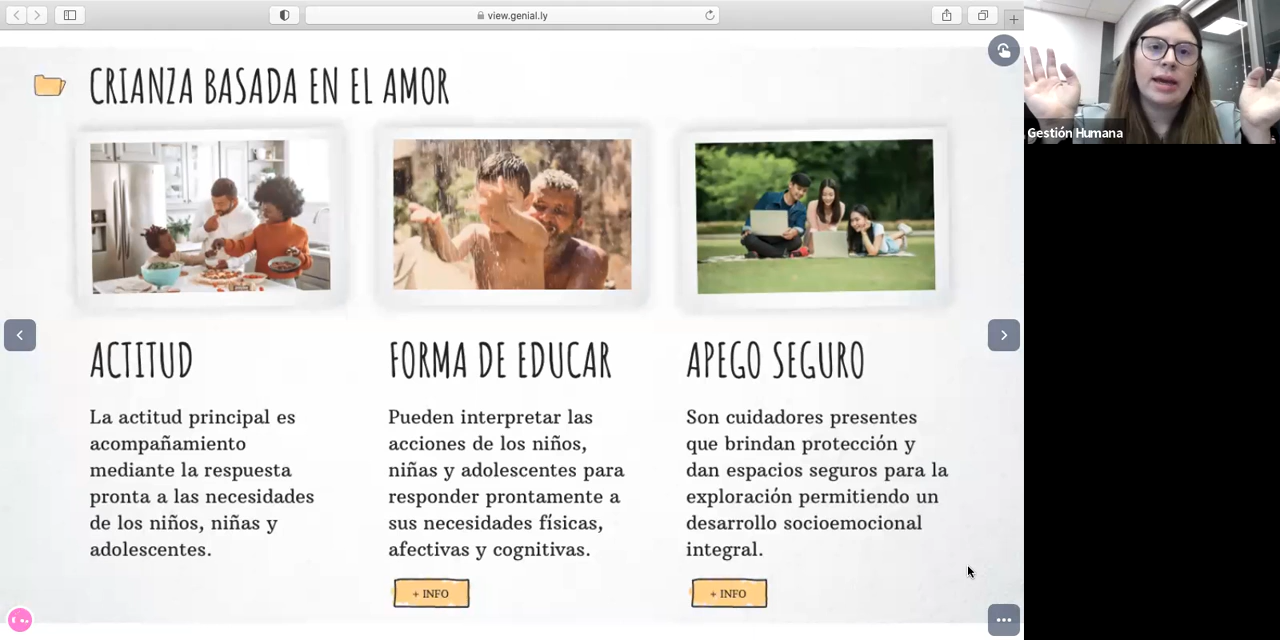 view.genial.ly
CRIANZA BASADA EN EL AMOR
Gestión Humana
ACTITUD
La actitud principal es
acompañamiento
mediante la respuesta
pronta a las necesidades
de los niños, niñas y
adolescentes.
FORMA DE EDUCAR
Pueden interpretar las
acciones de los niños,
niñas y adolescentes para
responder prontamente a
sus necesidades físicas,
afectivas y cognitivas.
+ INFO
APEGO SEGURO
Son cuidadores presentes
que brindan protección y
dan espacios seguros para la
exploración permitiendo un
desarrollo socioemocional
integral.
+ INFO